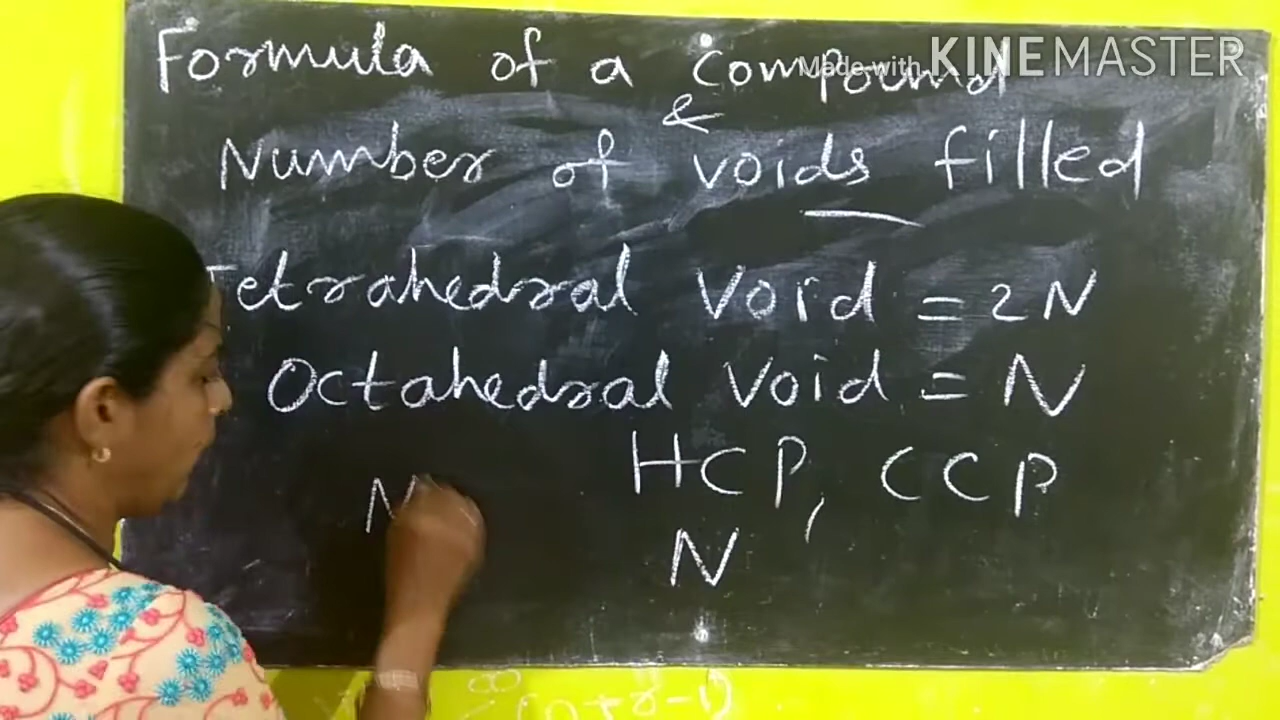 Formula of a compound
Made with KINEMASTER
&
Number of voids filled
Tetrahedral void = 2N
Octahedral void = N
HCP, CCP
N
N